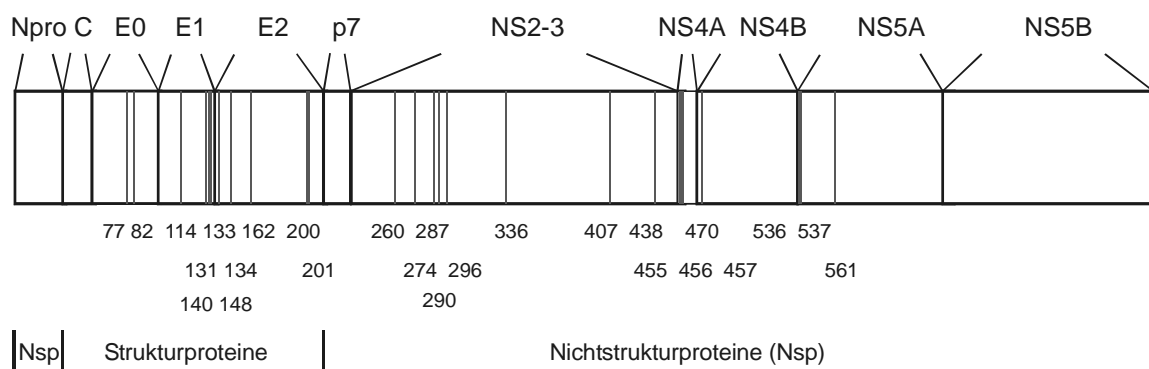 Npro C E0 E1 E2 p7 NS2-3 NS4A NS4B NS5A NS5B
77 82 114 133 162 200 260 287 336 407 438 470 536 537
131 134 201 274 296 455 456 457 561
140 148 290
Nsp Strukturproteine Nichtstrukturproteine (Nsp)